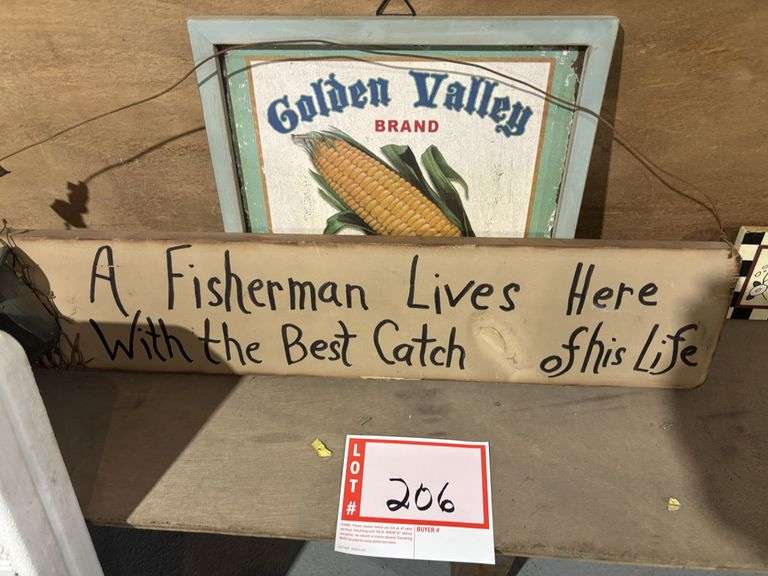 Golden Valley
BRAND
A Fisherman Lives Here
With the Best Catch of his Life
LOT #
206
BUYER #